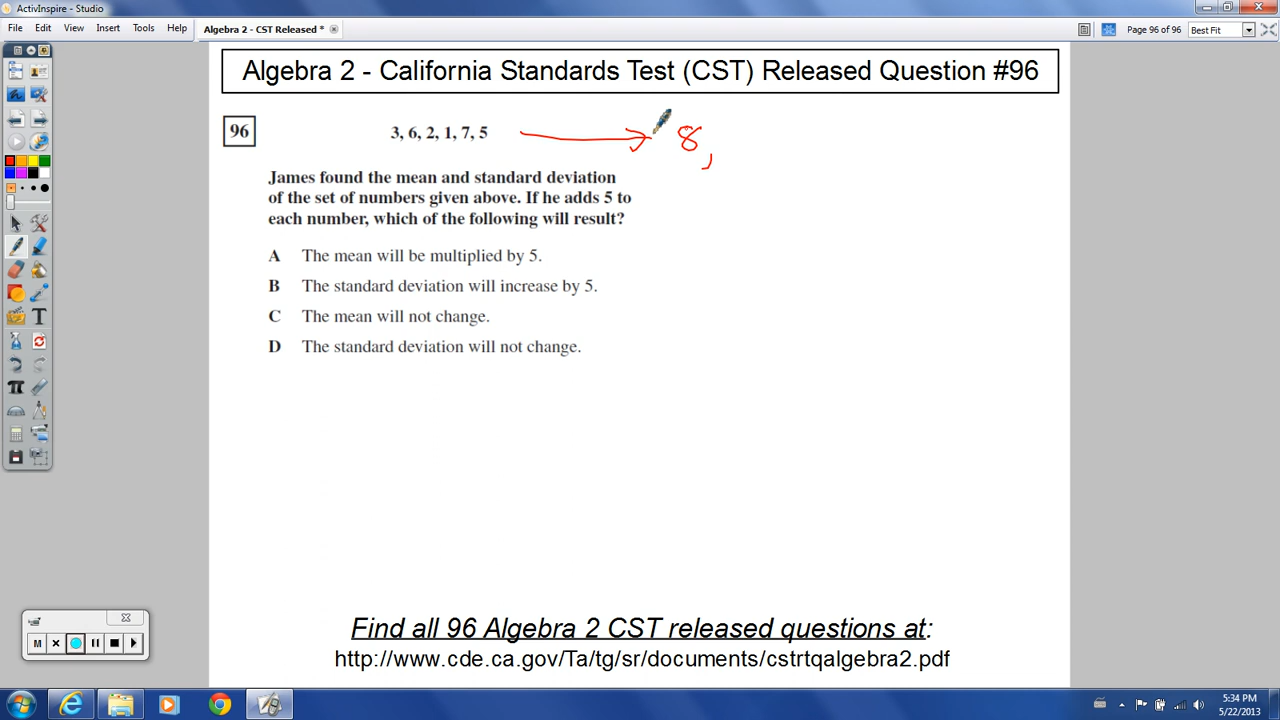 ActivInspire - Studio
File Edit View Insert Tools Help
Algebra 2 - CST Released *
Page 96 of 96
Best Fit
Algebra 2 - California Standards Test (CST) Released Question #96
96
3, 6, 2, 1, 7, 5
8,
James found the mean and standard deviation
of the set of numbers given above. If he adds 5 to
each number, which of the following will result?
A The mean will be multiplied by 5.
B The standard deviation will increase by 5.
C The mean will not change.
D The standard deviation will not change.
M
Find all 96 Algebra 2 CST released questions at:
http://www.cde.ca.gov/Ta/tg/sr/documents/cstrtqalgebra2.pdf
5:34 PM
5/22/2013